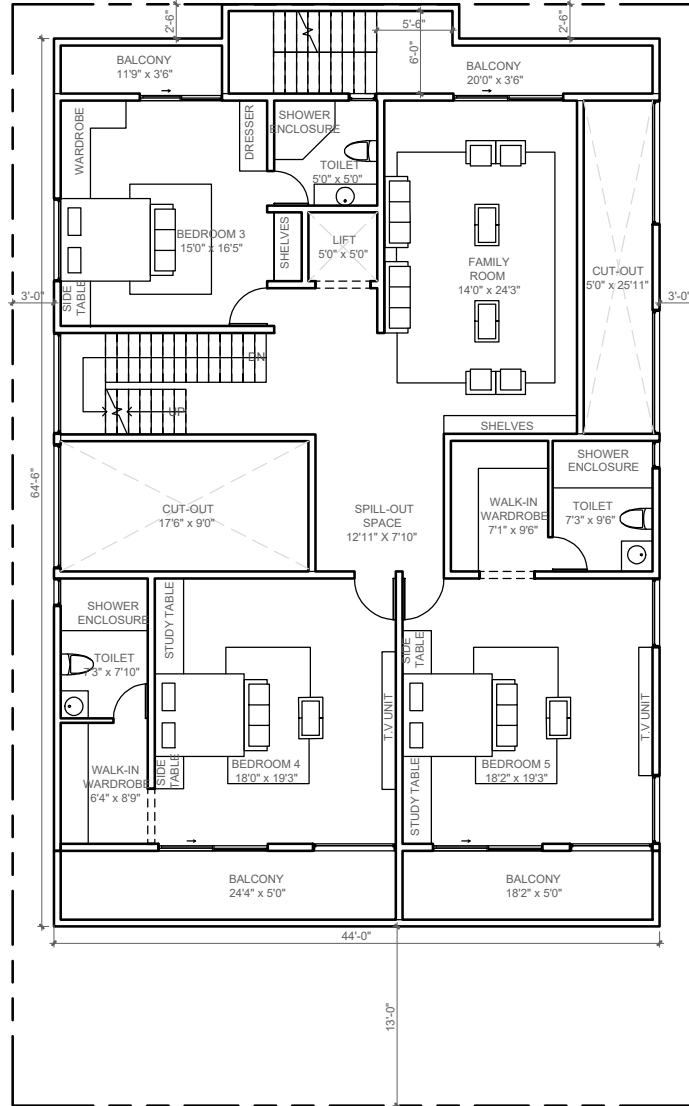 2'-6"
5'-6"
2'-6"
6'-0"
BALCONY
11'9" x 3'6"
BALCONY
20'0" x 3'6"
WARDROBE
DRESSER
SHOWER
ENCLOSURE
TOILET
5'0" x 5'0"
BEDROOM 3
15'0" x 16'5"
SHELVES
LIFT
5'0" x 5'0"
FAMILY
ROOM
14'0" x 24'3"
CUT-OUT
5'0" x 25'11"
SIDE
TABLE
3'-0"
3'-0"
DN
UP
SHELVES
64'-6"
CUT-OUT
17'6" x 9'0"
SPILL-OUT
SPACE
12'11" X 7'10"
WALK-IN
WARDROBE
7'1" x 9'6"
SHOWER
ENCLOSURE
TOILET
7'3" x 9'6"
SHOWER
ENCLOSURE
TOILET
7'3" x 7'10"
STUDY TABLE
SIDE
TABLE
T.V UNIT
T.V UNIT
WALK-IN
WARDROBE
6'4" x 8'9"
SIDE
TABLE
BEDROOM 4
18'0" x 19'3"
STUDY TABLE
BEDROOM 5
18'2" x 19'3"
BALCONY
24'4" x 5'0"
BALCONY
18'2" x 5'0"
44'-0"
13'-0"